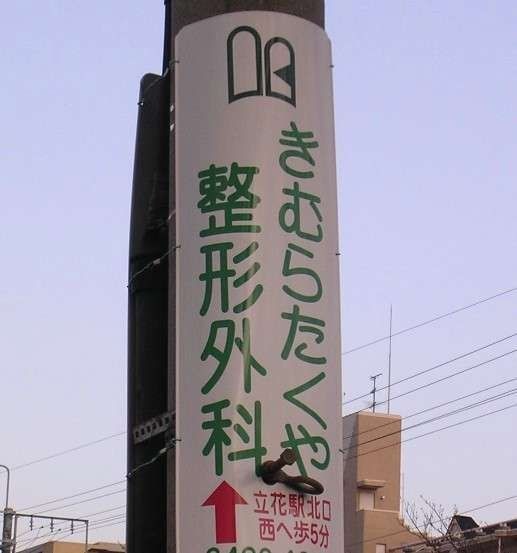 きむらたくや
整形外科
立花駅北口
西へ歩5分